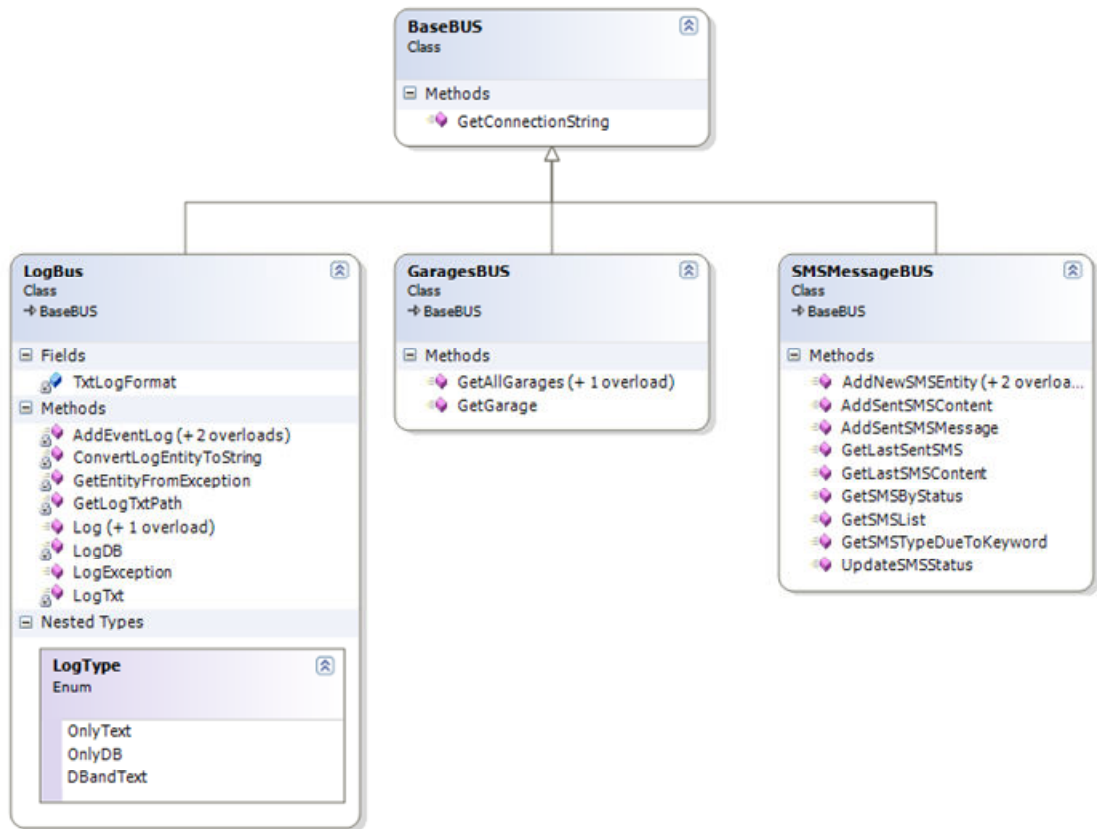 BaseBUS
Class
Methods
GetConnectionString
LogBus
Class
BaseBUS
Fields
TxtLogFormat
Methods
AddEventLog (+ 2 overloads)
ConvertLogEntityToString
GetEntityFromException
GetLogTxtPath
Log (+ 1 overload)
LogDB
LogException
LogTxt
Nested Types
LogType
Enum
OnlyText
OnlyDB
DBandText
GaragesBUS
Class
BaseBUS
Methods
GetAllGarages (+ 1 overload)
GetGarage
SMSMessageBUS
Class
BaseBUS
Methods
AddNewSMSEntity (+ 2 overloa...
AddSentSMSContent
AddSentSMSMessage
GetLastSentSMS
GetLastSMSContent
GetSMSByStatus
GetSMSList
GetSMSTypeDueToKeyword
UpdateSMSStatus